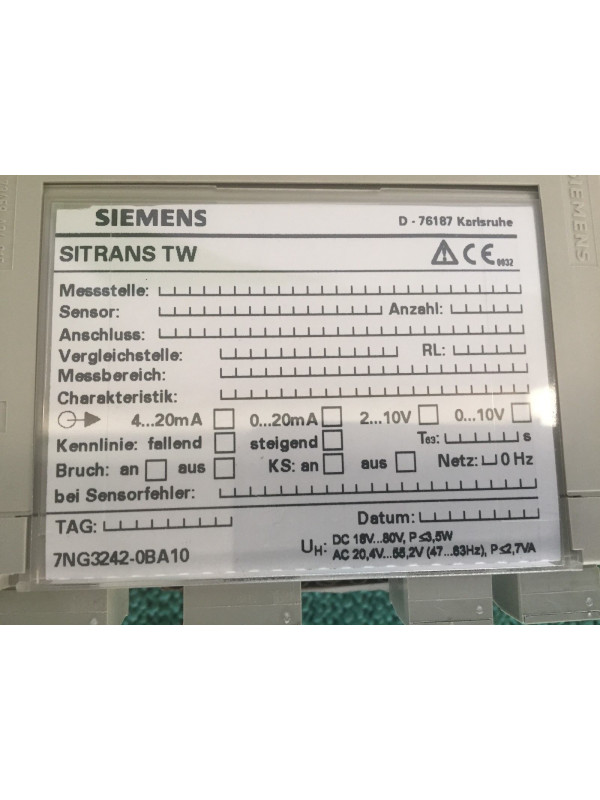 SIEMENS
D - 76187 Karlsruhe
SITRANS TW
CE 0032
Messstelle:
Sensor: Anzahl:
Anschluss:
Vergleichstelle: RL:
Messbereich:
Charakteristik:
4...20mA 0...20mA 2...10V 0...10V
Kennlinie: fallend steigend T63: s
Bruch: an aus KS: an aus Netz: 0 Hz
bei Sensorfehler:
TAG: Datum:
7NG3242-0BA10
UH: DC 18V...80V, P≤3,5W
AC 20,4V...55,2V (47...63Hz), P≤2,7VA
SIEMENS